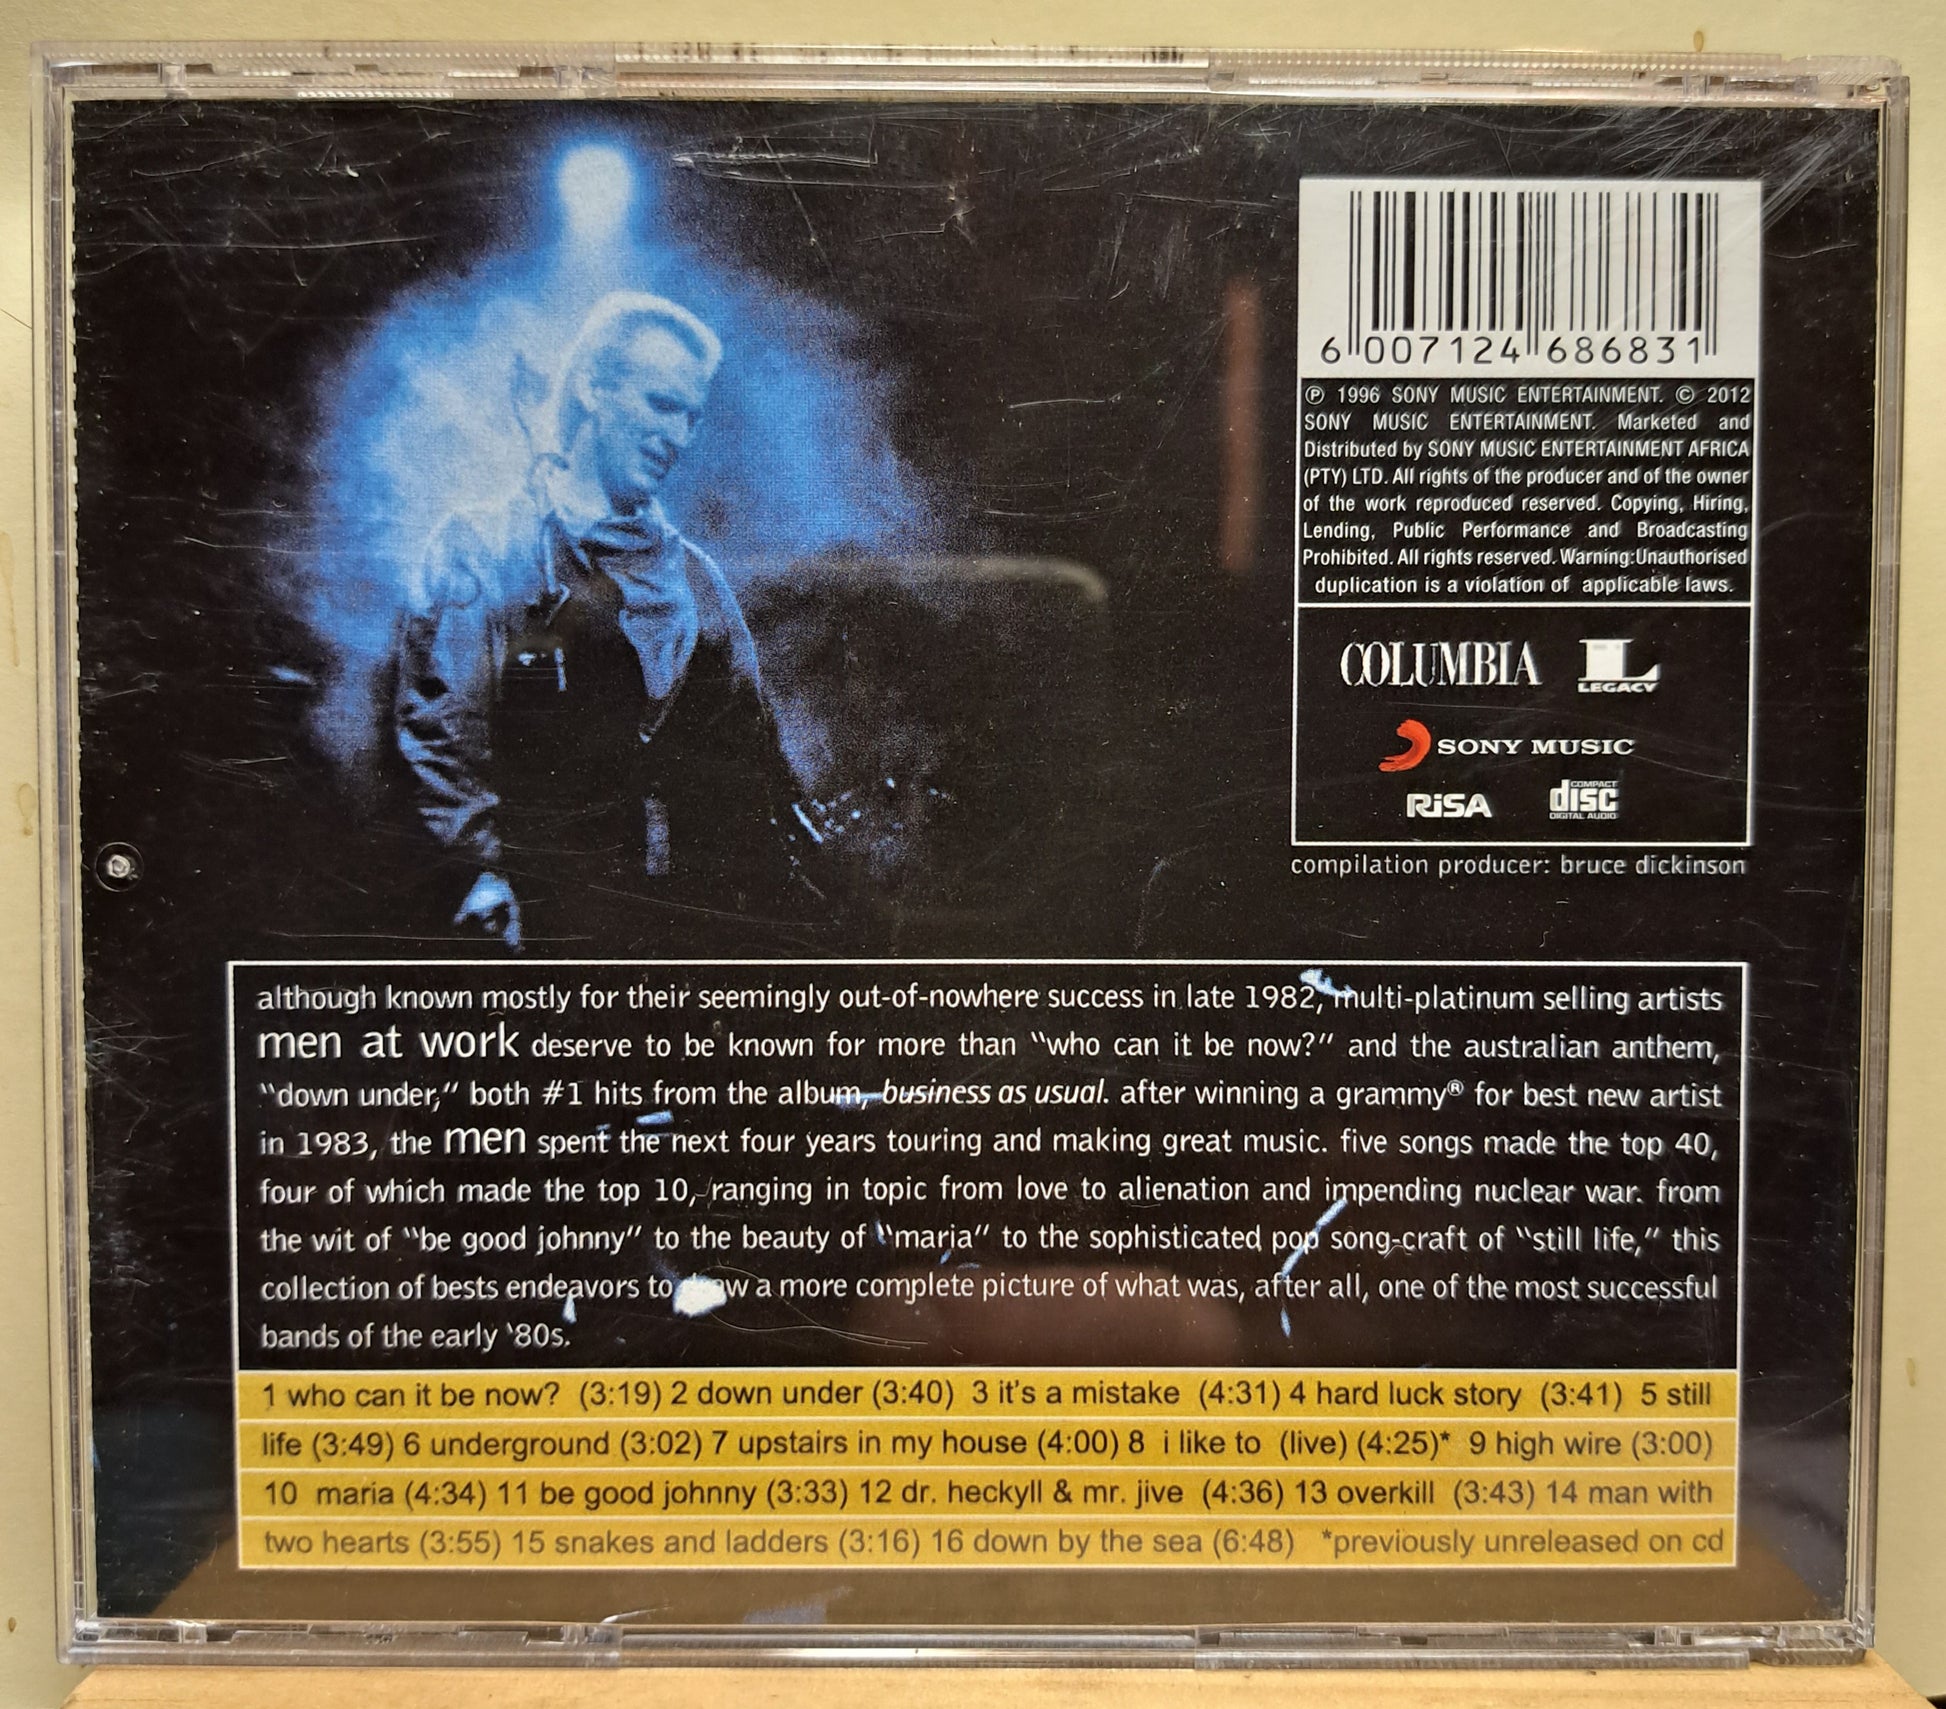 6 007124 686831
℗ 1996 SONY MUSIC ENTERTAINMENT. © 2012
SONY MUSIC ENTERTAINMENT. Marketed and
Distributed by SONY MUSIC ENTERTAINMENT AFRICA
(PTY) LTD. All rights of the producer and of the owner
of the work reproduced reserved. Copying, Hiring,
Lending, Public Performance and Broadcasting
Prohibited. All rights reserved. Warning:Unauthorised
duplication is a violation of applicable laws.
COLUMBIA L LEGACY
SONY MUSIC
RiSA COMPACT disc DIGITAL AUDIO
compilation producer: bruce dickinson
although known mostly for their seemingly out-of-nowhere success in late 1982, multi-platinum selling artists
men at work deserve to be known for more than "who can it be now?" and the australian anthem,
"down under," both #1 hits from the album, business as usual. after winning a grammy® for best new artist
in 1983, the men spent the next four years touring and making great music. five songs made the top 40,
four of which made the top 10, ranging in topic from love to alienation and impending nuclear war. from
the wit of "be good johnny" to the beauty of "maria" to the sophisticated pop song-craft of "still life," this
collection of bests endeavors to draw a more complete picture of what was, after all, one of the most successful
bands of the early '80s.
1 who can it be now? (3:19) 2 down under (3:40) 3 it's a mistake (4:31) 4 hard luck story (3:41) 5 still
life (3:49) 6 underground (3:02) 7 upstairs in my house (4:00) 8 i like to (live) (4:25)* 9 high wire (3:00)
10 maria (4:34) 11 be good johnny (3:33) 12 dr. heckyll & mr. jive (4:36) 13 overkill (3:43) 14 man with
two hearts (3:55) 15 snakes and ladders (3:16) 16 down by the sea (6:48) *previously unreleased on cd